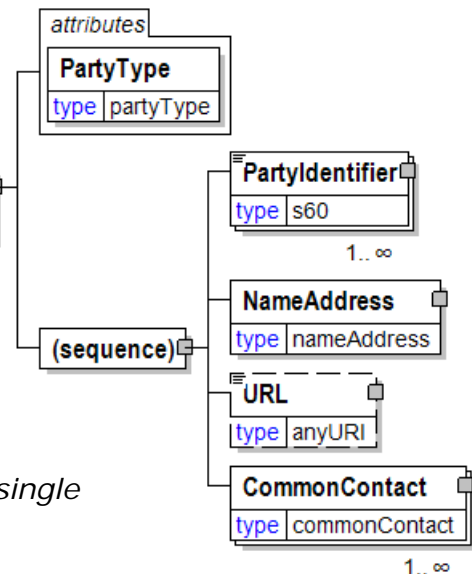 attributes
PartyType
type partyType
PartyIdentifier
type s60
1.. ∞
NameAddress
type nameAddress
(sequence)
URL
type anyURI
single
CommonContact
type commonContact
1.. ∞